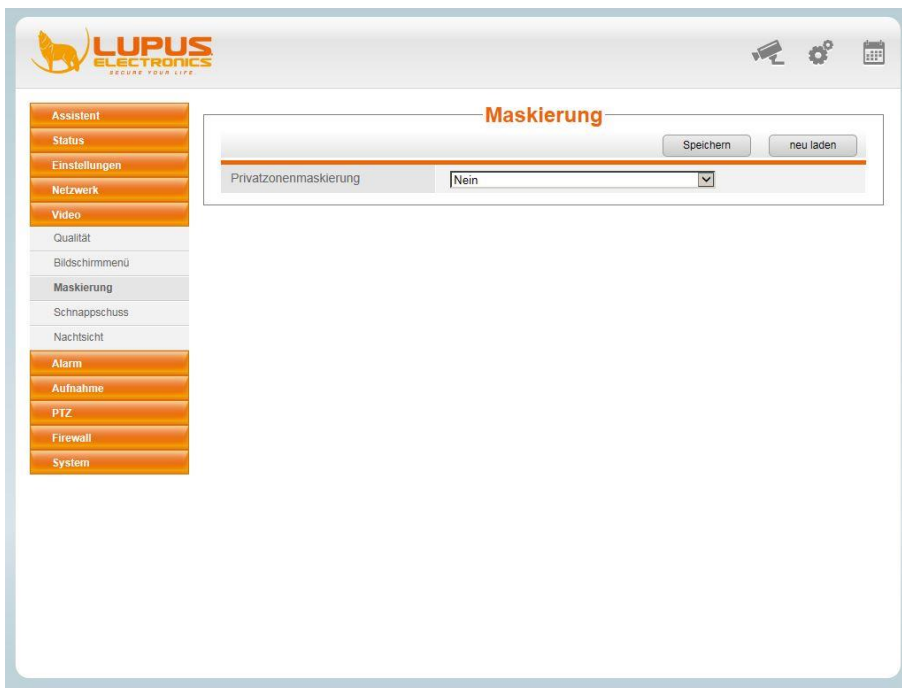 LUPUS
ELECTRONICS
SECURE YOUR LIFE
Assistent
Status
Einstellungen
Netzwerk
Video
Qualität
Bildschirmmenü
Maskierung
Schnappschuss
Nachtsicht
Alarm
Aufnahme
PTZ
Firewall
System
Maskierung
Speichern neu laden
Privatzonenmaskierung Nein